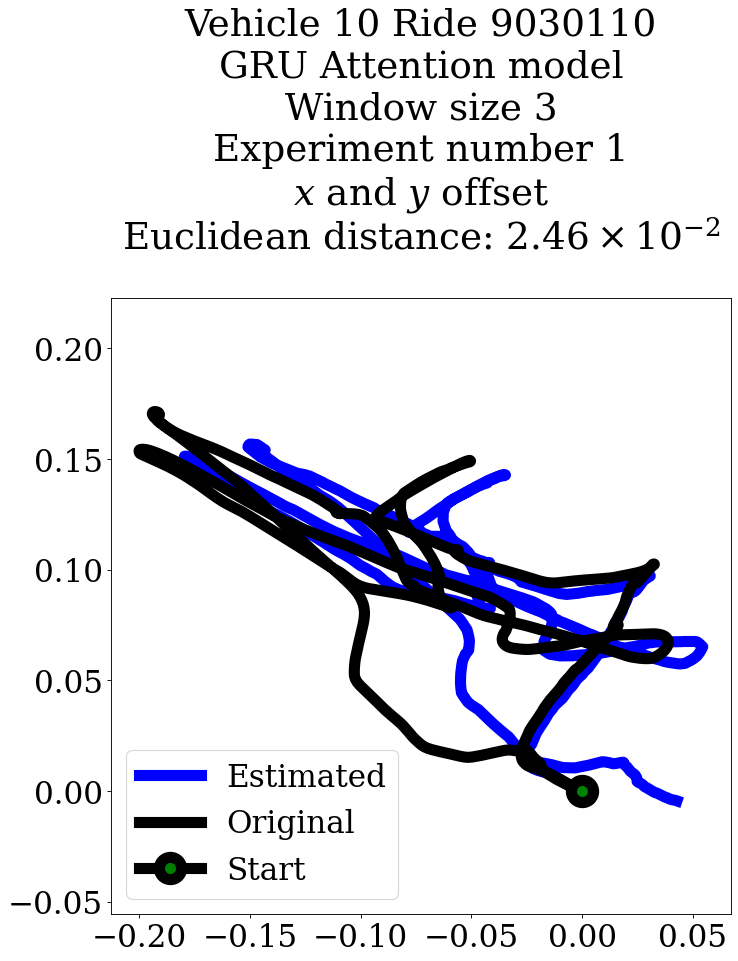 Vehicle 10 Ride 9030110
GRU Attention model
Window size 3
Experiment number 1
x and y offset
Euclidean distance: 2.46 × 10⁻²
0.20
0.15
0.10
0.05
0.00
−0.05
Estimated
Original
Start
−0.20 −0.15 −0.10 −0.05 0.00 0.05